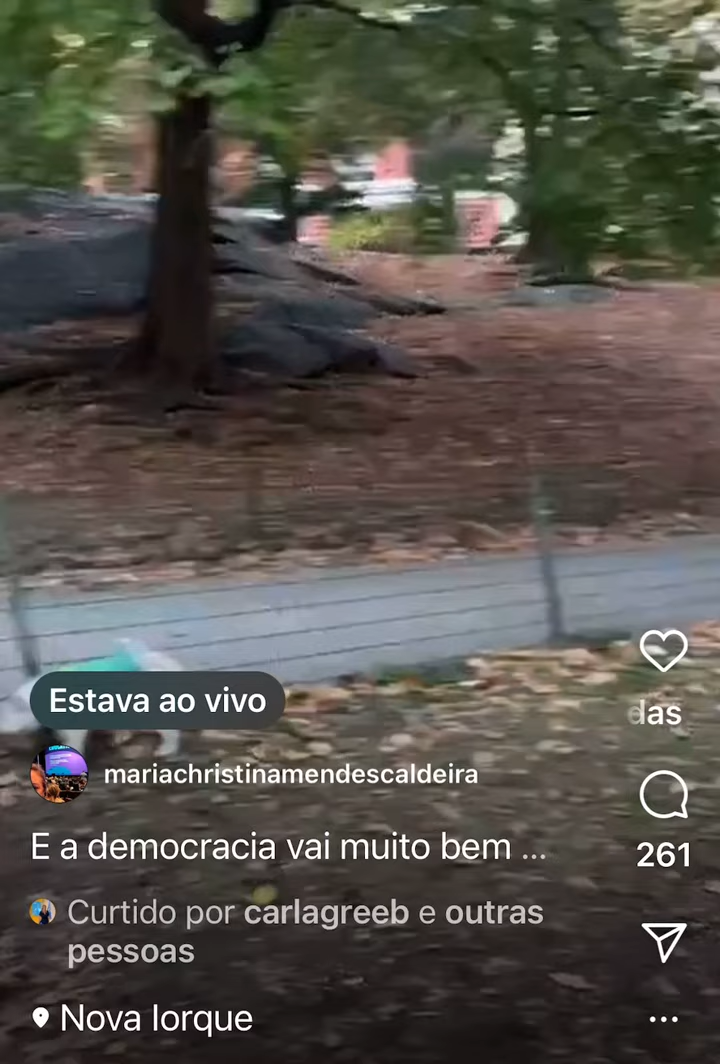 Estava ao vivo
mariachristinamendescaldeira
E a democracia vai muito bem ...
Curtido por carlagreeb e outras
pessoas
Nova Iorque
das
261